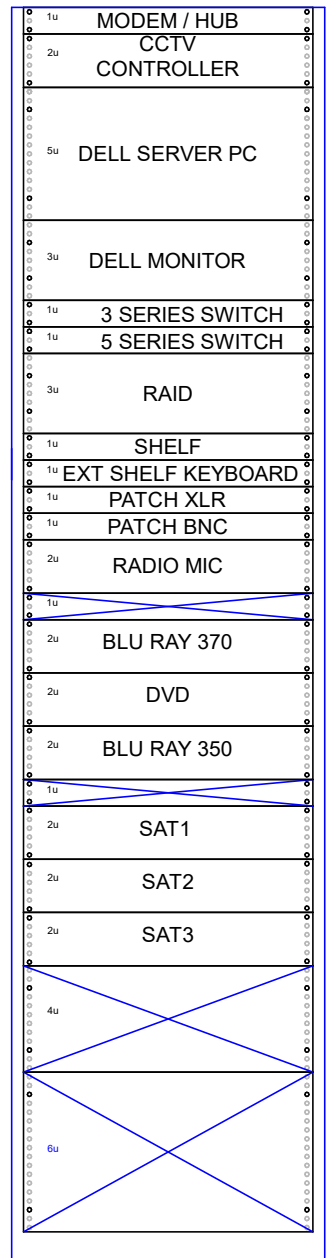 1u MODEM / HUB
2u CCTV
CONTROLLER
5u DELL SERVER PC
3u DELL MONITOR
1u 3 SERIES SWITCH
1u 5 SERIES SWITCH
3u RAID
1u SHELF
1u EXT SHELF KEYBOARD
1u PATCH XLR
1u PATCH BNC
2u RADIO MIC
1u
2u BLU RAY 370
2u DVD
2u BLU RAY 350
1u
2u SAT1
2u SAT2
2u SAT3
4u
6u